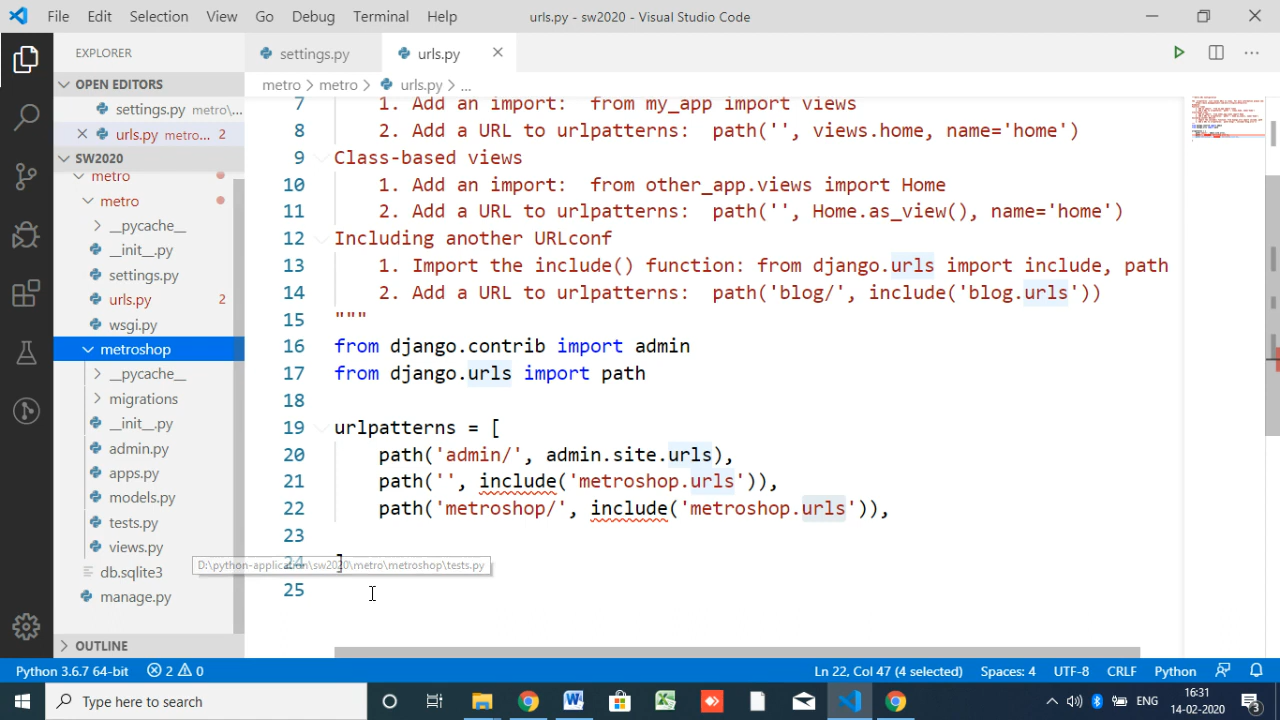 File Edit Selection View Go Debug Terminal Help urls.py - sw2020 - Visual Studio Code
EXPLORER
OPEN EDITORS
settings.py metro\...
urls.py metro... 2
SW2020
metro
metro
__pycache__
__init__.py
settings.py
urls.py 2
wsgi.py
metroshop
__pycache__
migrations
__init__.py
admin.py
apps.py
models.py
tests.py
views.py
db.sqlite3
manage.py
OUTLINE
settings.py urls.py
metro > metro > urls.py > ...
7 1. Add an import: from my_app import views
8 2. Add a URL to urlpatterns: path('', views.home, name='home')
9 Class-based views
10 1. Add an import: from other_app.views import Home
11 2. Add a URL to urlpatterns: path('', Home.as_view(), name='home')
12 Including another URLconf
13 1. Import the include() function: from django.urls import include, path
14 2. Add a URL to urlpatterns: path('blog/', include('blog.urls'))
15 """
16 from django.contrib import admin
17 from django.urls import path
18
19 urlpatterns = [
20 path('admin/', admin.site.urls),
21 path('', include('metroshop.urls')),
22 path('metroshop/', include('metroshop.urls')),
23
24 ]
D:\python-application\sw2020\metro\metroshop\tests.py
25
Python 3.6.7 64-bit 2 0 Ln 22, Col 47 (4 selected) Spaces: 4 UTF-8 CRLF Python
Type here to search
ENG
16:31
14-02-2020
3